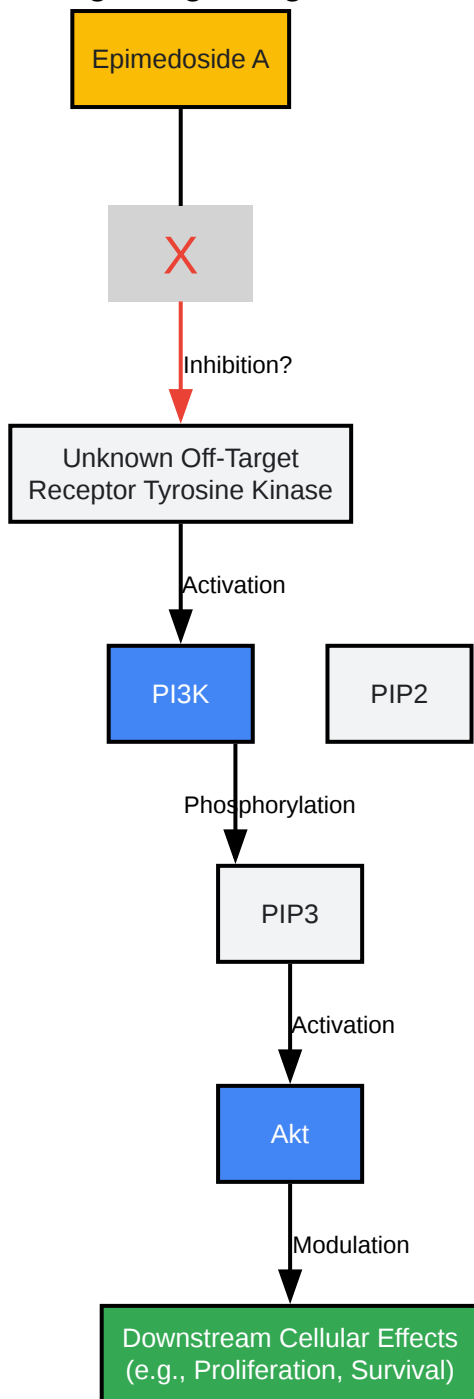 Epimedoside A
X
Inhibition?
Unknown Off-Target
Receptor Tyrosine Kinase
Activation
PI3K
PIP2
Phosphorylation
PIP3
Activation
Akt
Modulation
Downstream Cellular Effects
(e.g., Proliferation, Survival)